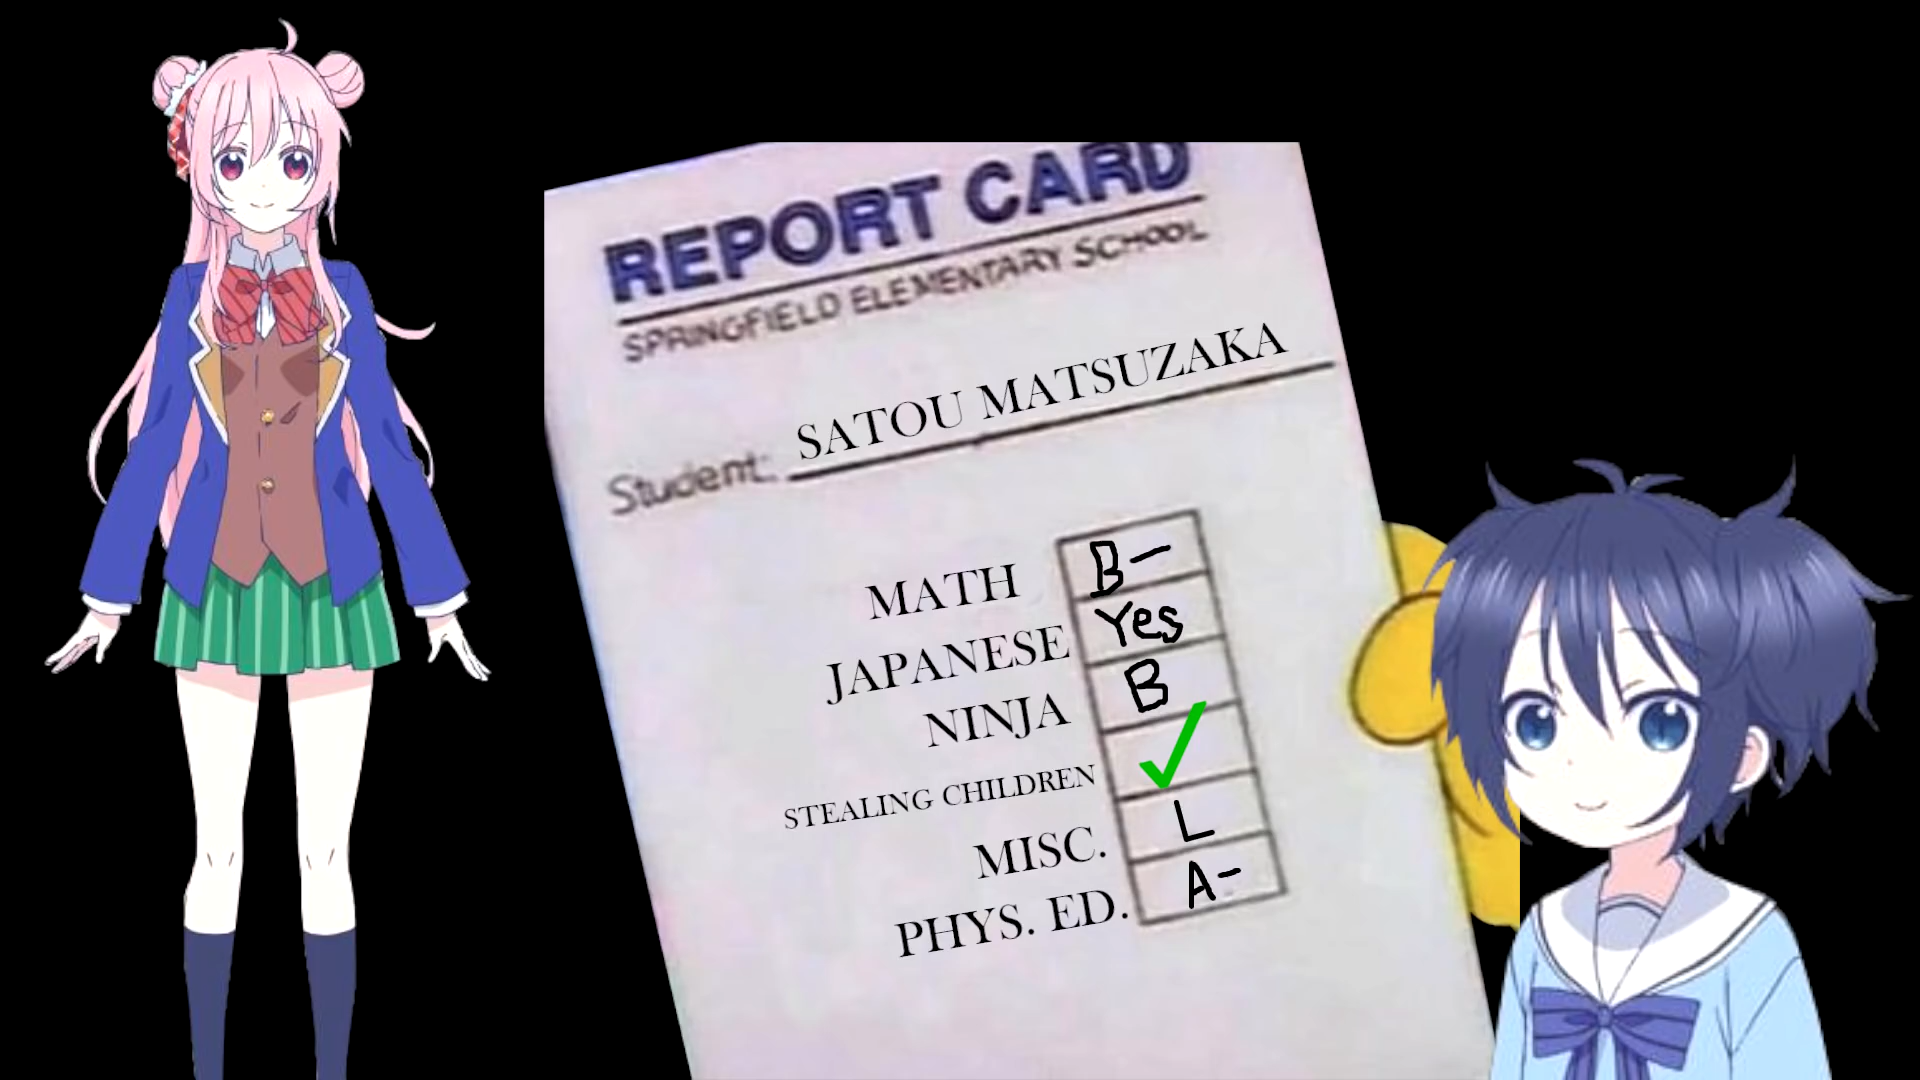 REPORT CARD
SPRINGFIELD ELEMENTARY SCHOOL
Student: SATOU MATSUZAKA
MATH B-
JAPANESE Yes
NINJA B
STEALING CHILDREN ✓
MISC. L
PHYS. ED. A-